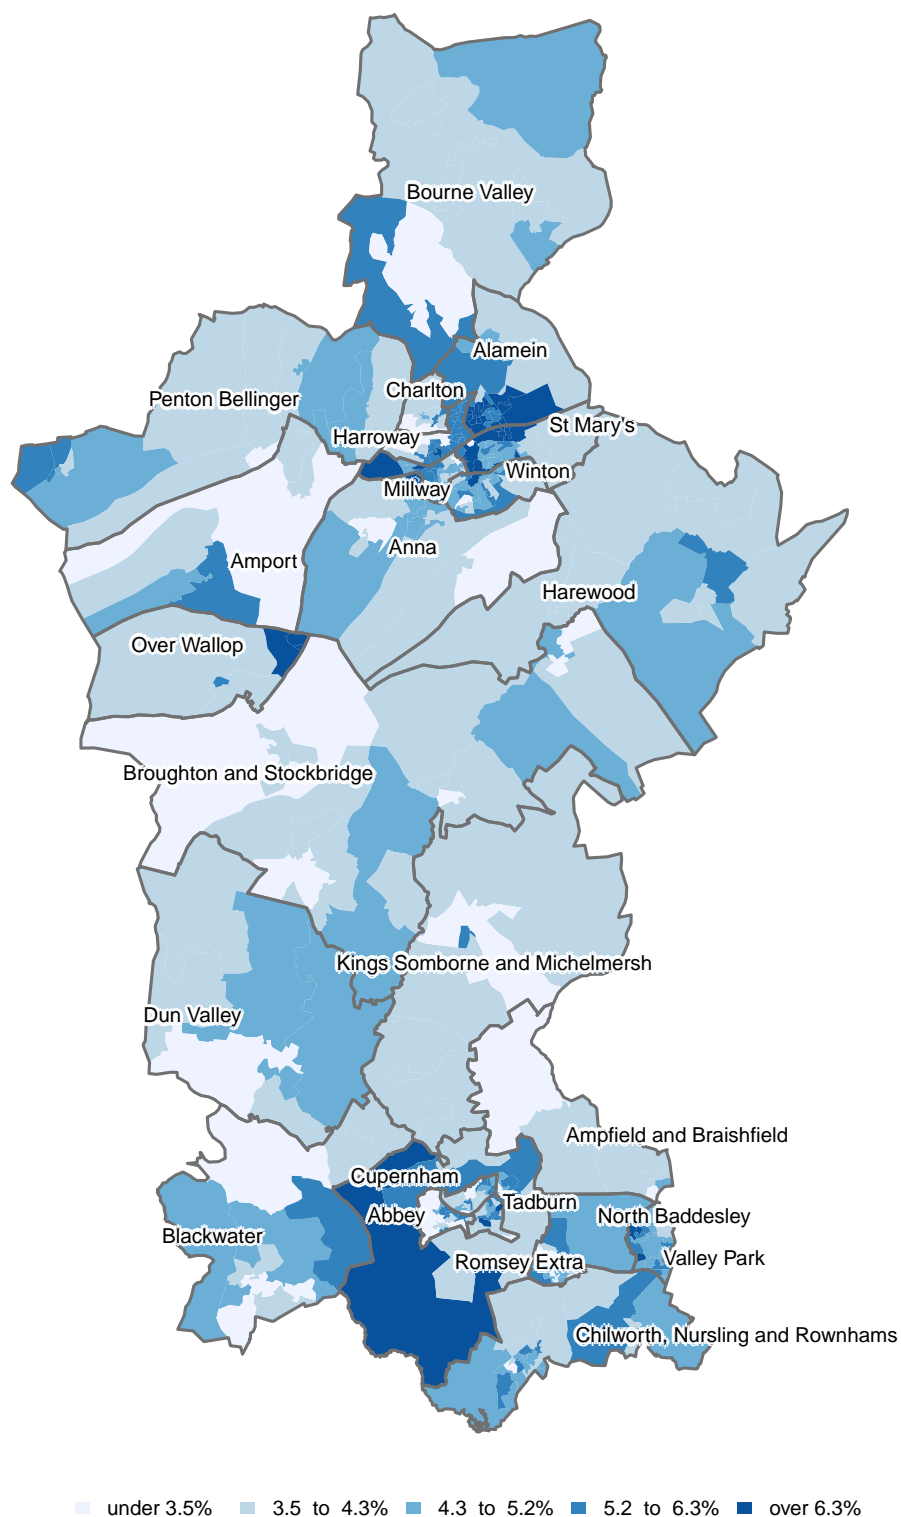 Bourne Valley
Alamein
Charlton
Penton Bellinger
St Mary's
Harroway
Winton
Millway
Anna
Amport
Harewood
Over Wallop
Broughton and Stockbridge
Kings Somborne and Michelmersh
Dun Valley
Ampfield and Braishfield
Cupernham
Tadburn
Abbey
North Baddesley
Blackwater
Valley Park
Romsey Extra
Chilworth, Nursling and Rownhams
under 3.5% 3.5 to 4.3% 4.3 to 5.2% 5.2 to 6.3% over 6.3%